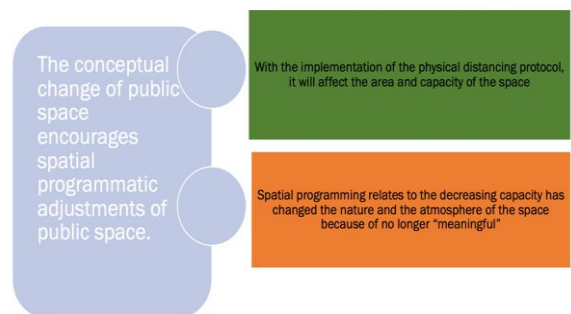 The conceptual
change of public
space
encourages
spatial
programmatic
adjustments of
public space.
With the implementation of the physical distancing protocol,
it will affect the area and capacity of the space
Spatial programming relates to the decreasing capacity has
changed the nature and the atmosphere of the space
because of no longer “meaningful”